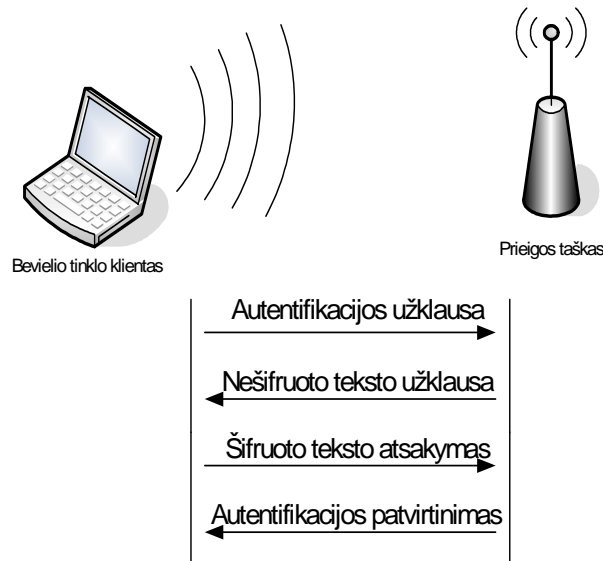 Bevielio tinklo klientas
Prieigos taškas
Autentifikacijos užklausa
Nešifruoto teksto užklausa
Šifruoto teksto atsakymas
Autentifikacijos patvirtinimas